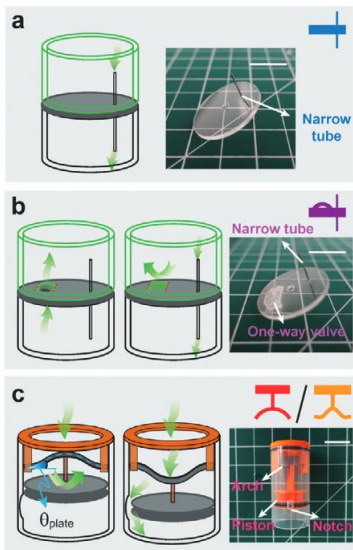 a
Narrow
tube
b
Narrow tube
One-way valve
c
θplate
Arch
Piston
Notch